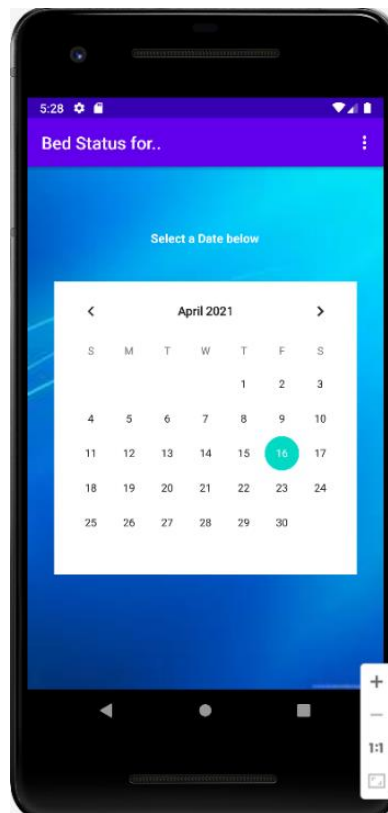 5:28
Bed Status for..
Select a Date below
April 2021
S M T W T F S
1 2 3
4 5 6 7 8 9 10
11 12 13 14 15 16 17
18 19 20 21 22 23 24
25 26 27 28 29 30
1:1